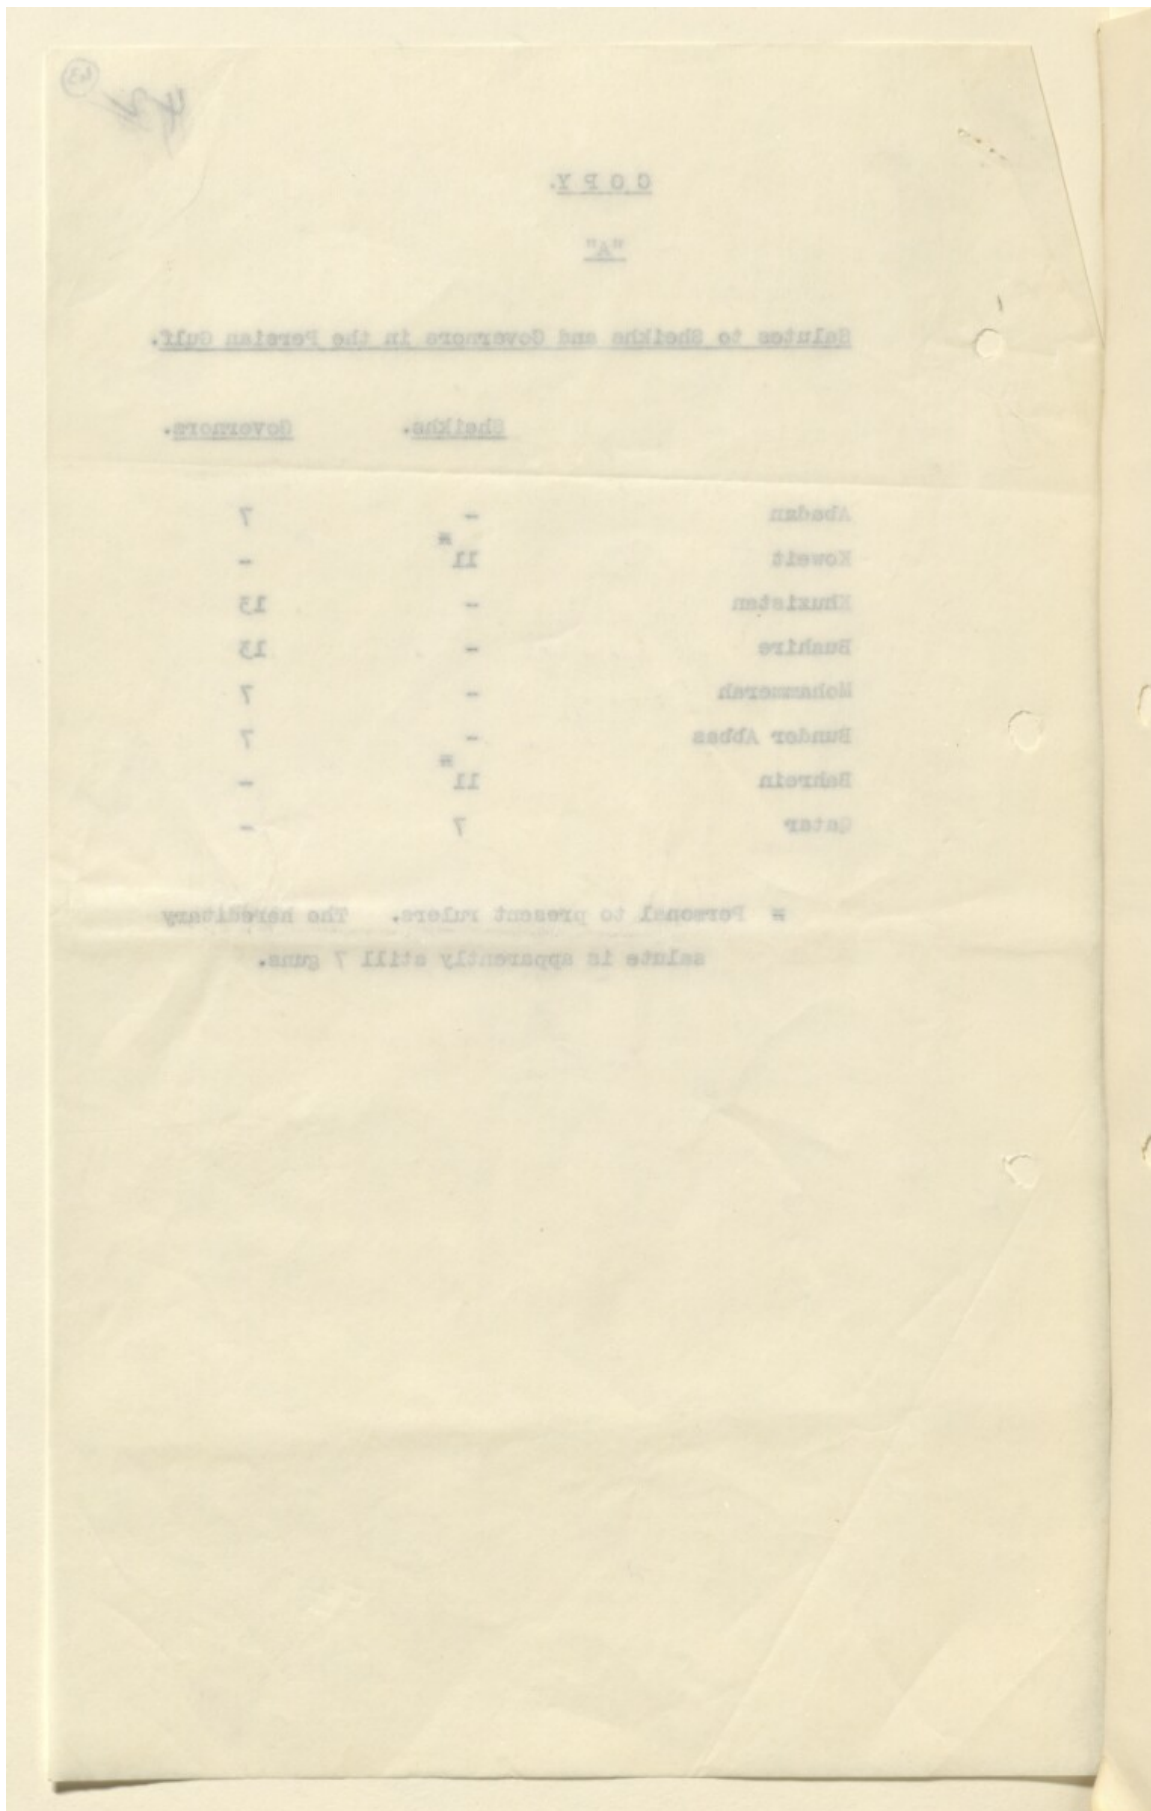 63
42
COPY.
"A"
Salutes to Sheikhs and Governors in the Persian Gulf.
Sheikhs. Governors.
Abadan - 7
Koweit 11 ж -
Khuzistan - 13
Bushire - 13
Mohammerah - 7
Bunder Abbas - 7
Bahrein 11 ж -
Qatar 7 -
ж Personal to present rulers. The hereditary
salute is apparently still 7 guns.